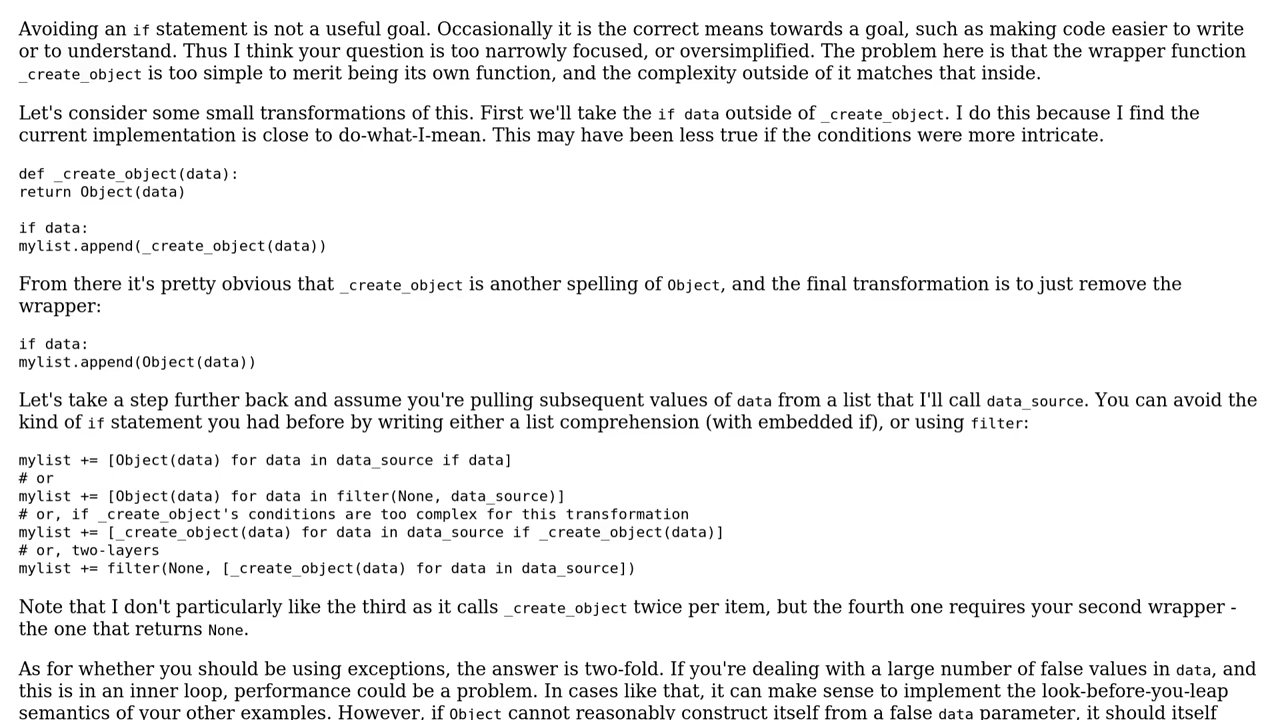 Avoiding an if statement is not a useful goal. Occasionally it is the correct means towards a goal, such as making code easier to write
or to understand. Thus I think your question is too narrowly focused, or oversimplified. The problem here is that the wrapper function
_create_object is too simple to merit being its own function, and the complexity outside of it matches that inside.
Let's consider some small transformations of this. First we'll take the if data outside of _create_object. I do this because I find the
current implementation is close to do-what-I-mean. This may have been less true if the conditions were more intricate.
def _create_object(data):
return Object(data)
if data:
mylist.append(_create_object(data))
From there it's pretty obvious that _create_object is another spelling of Object, and the final transformation is to just remove the
wrapper:
if data:
mylist.append(Object(data))
Let's take a step further back and assume you're pulling subsequent values of data from a list that I'll call data_source. You can avoid the
kind of if statement you had before by writing either a list comprehension (with embedded if), or using filter:
mylist += [Object(data) for data in data_source if data]
# or
mylist += [Object(data) for data in filter(None, data_source)]
# or, if _create_object's conditions are too complex for this transformation
mylist += [_create_object(data) for data in data_source if _create_object(data)]
# or, two-layers
mylist += filter(None, [_create_object(data) for data in data_source])
Note that I don't particularly like the third as it calls _create_object twice per item, but the fourth one requires your second wrapper -
the one that returns None.
As for whether you should be using exceptions, the answer is two-fold. If you're dealing with a large number of false values in data, and
this is in an inner loop, performance could be a problem. In cases like that, it can make sense to implement the look-before-you-leap
semantics of your other examples. However, if Object cannot reasonably construct itself from a false data parameter, it should itself